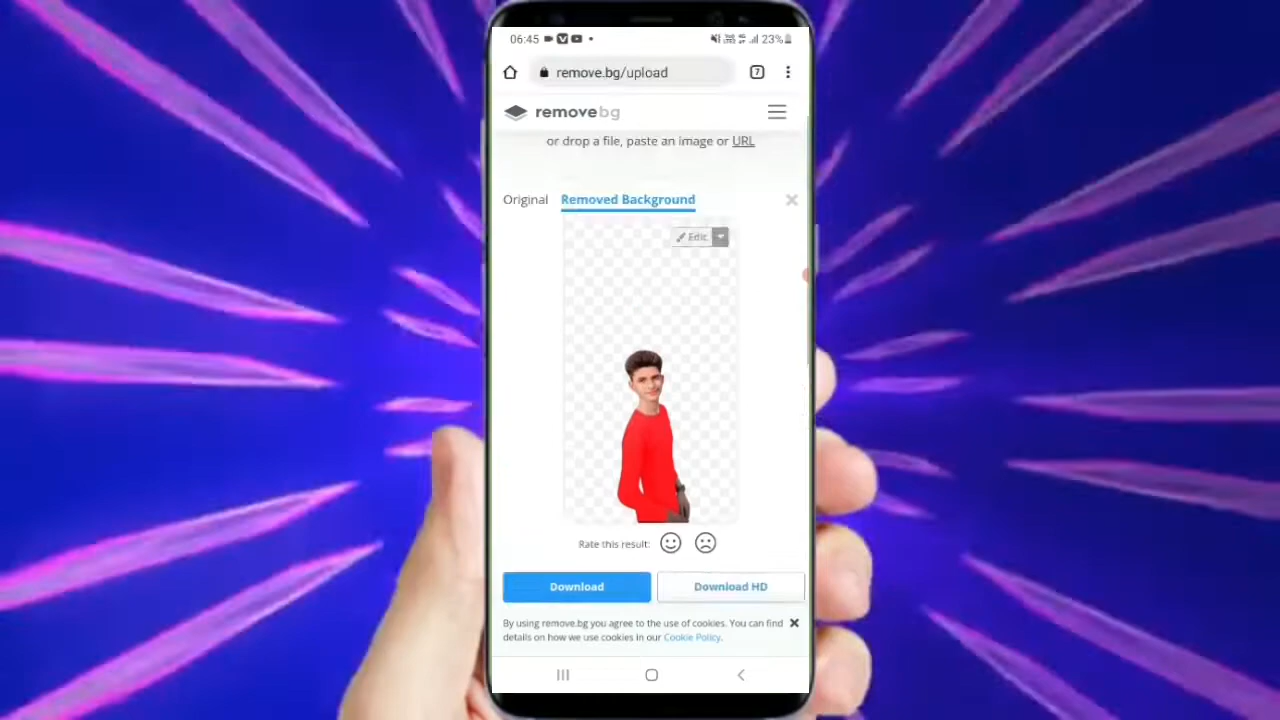 06:45
23%
remove.bg/upload
7
removebg
or drop a file, paste an image or URL
Original Removed Background
Edit
Rate this result:
Download Download HD
By using remove.bg you agree to the use of cookies. You can find
details on how we use cookies in our Cookie Policy.